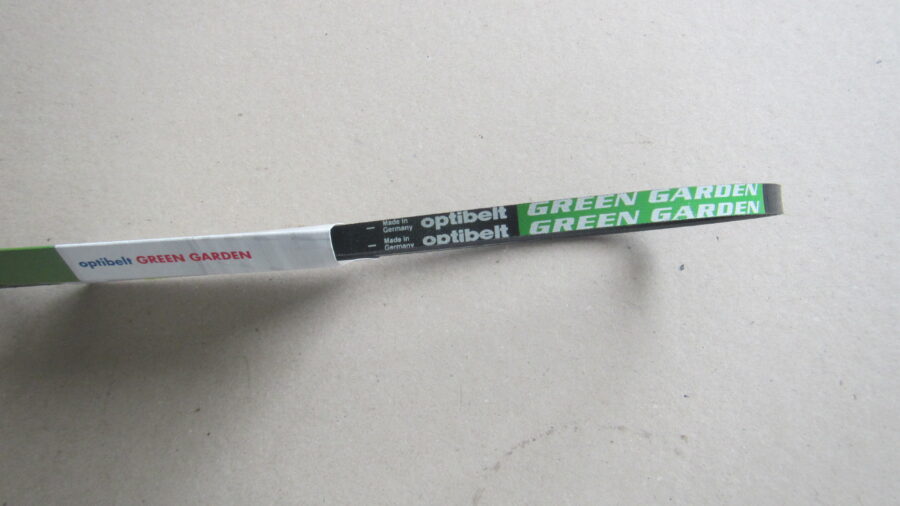 optibelt GREEN GARDEN
Made in
Germany
optibelt
GREEN GARDEN
Made in
Germany
optibelt
GREEN GARDEN